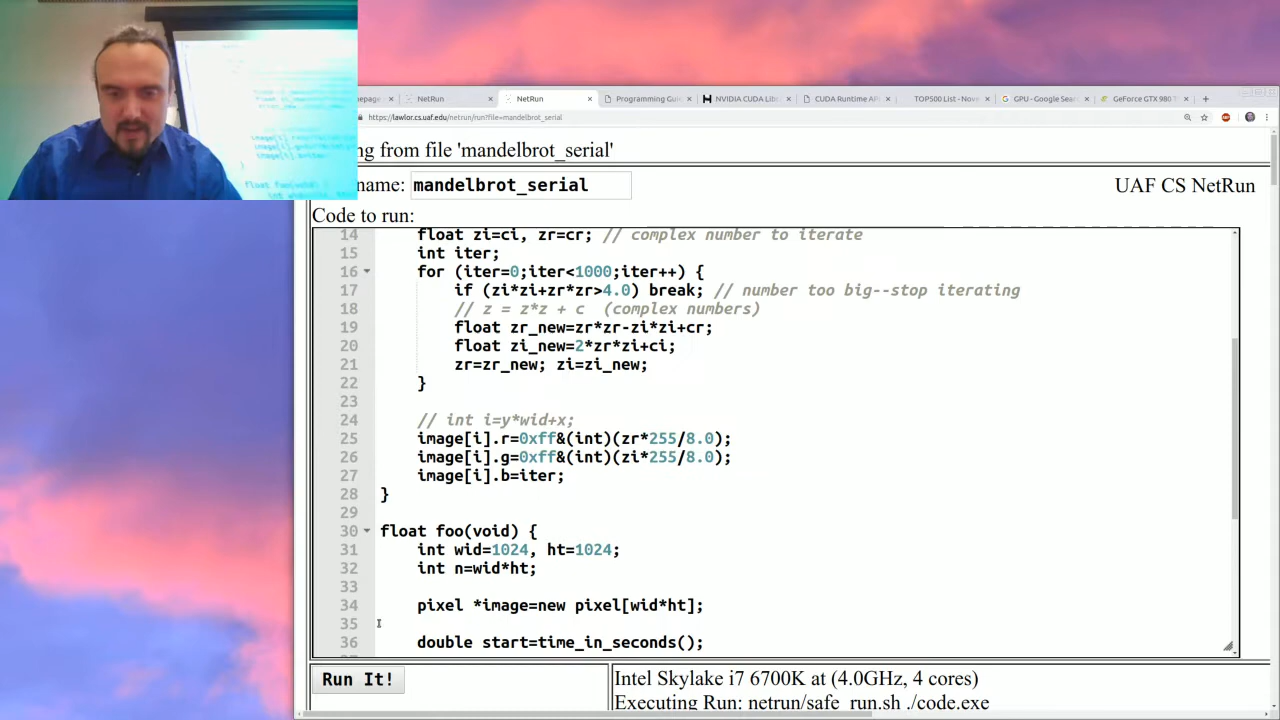 NetRun
NetRun
Programming Gui
NVIDIA CUDA Lib
CUDA Runtime AP
TOP500 List - Nove
GPU - Google Sear
GeForce GTX 980
https://lawlor.cs.uaf.edu/netrun/run?file=mandelbrot_serial
from file 'mandelbrot_serial'
name: mandelbrot_serial
UAF CS NetRun
Code to run:
14 float zi=ci, zr=cr; // complex number to iterate
15 int iter;
16 for (iter=0;iter<1000;iter++) {
17 if (zi*zi+zr*zr>4.0) break; // number too big--stop iterating
18 // z = z*z + c (complex numbers)
19 float zr_new=zr*zr-zi*zi+cr;
20 float zi_new=2*zr*zi+ci;
21 zr=zr_new; zi=zi_new;
22 }
23
24 // int i=y*wid+x;
25 image[i].r=0xff&(int)(zr*255/8.0);
26 image[i].g=0xff&(int)(zi*255/8.0);
27 image[i].b=iter;
28 }
29
30 float foo(void) {
31 int wid=1024, ht=1024;
32 int n=wid*ht;
33
34 pixel *image=new pixel[wid*ht];
35
36 double start=time_in_seconds();
Run It!
Intel Skylake i7 6700K at (4.0GHz, 4 cores)
Executing Run: netrun/safe_run.sh ./code.exe